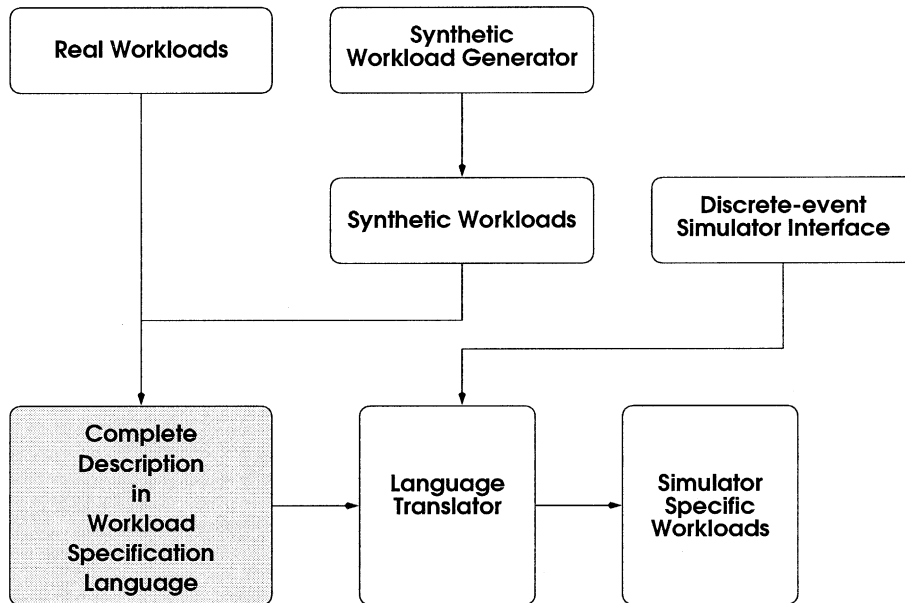 Real Workloads
Synthetic
Workload Generator
Synthetic Workloads
Discrete-event
Simulator Interface
Complete
Description
in
Workload
Specification
Language
Language
Translator
Simulator
Specific
Workloads